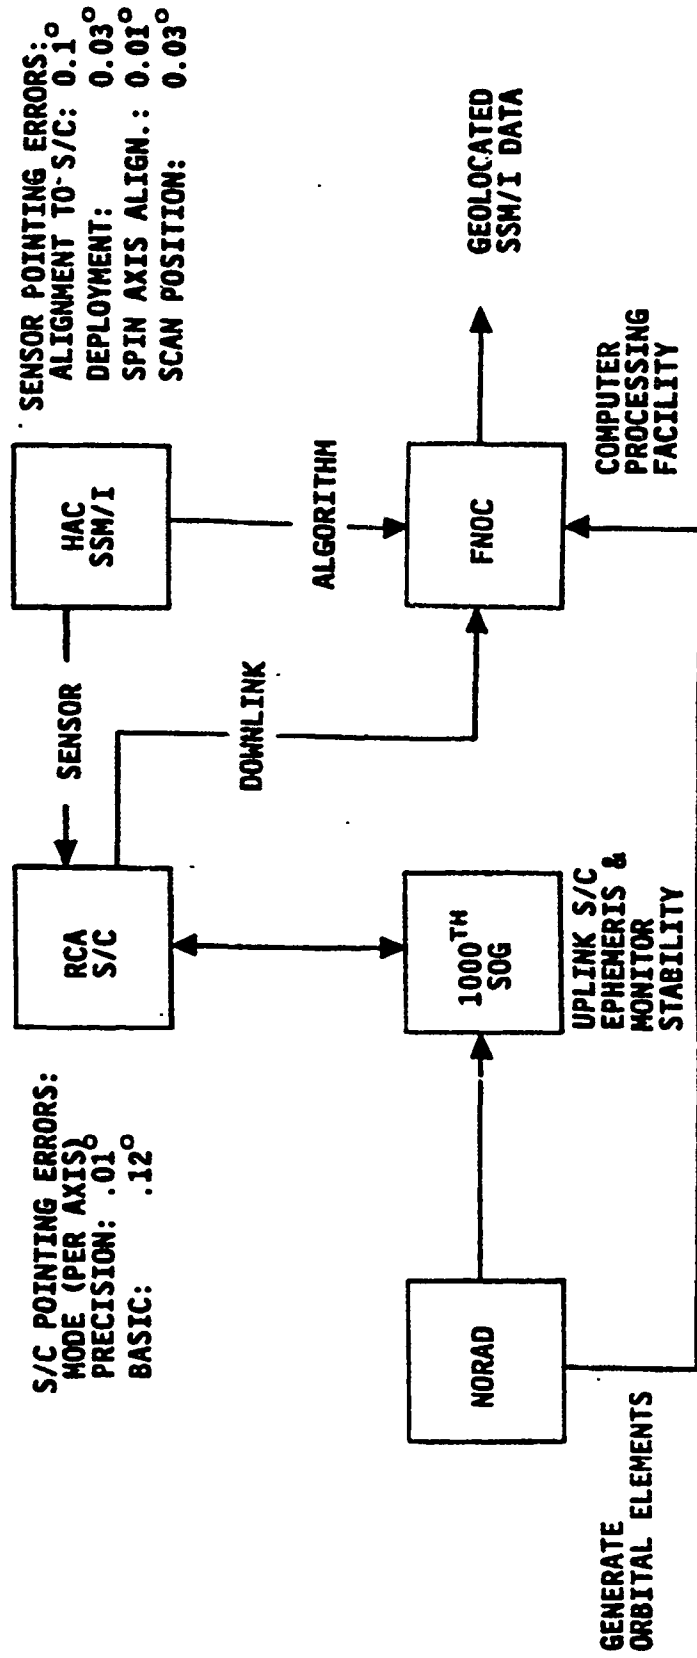 S/C POINTING ERRORS:
MODE (PER AXIS)
PRECISION: .01°
BASIC: .12°
RCA
S/C
SENSOR
HAC
SSM/I
SENSOR POINTING ERRORS:
ALIGNMENT TO S/C: 0.1°
DEPLOYMENT: 0.03°
SPIN AXIS ALIGN.: 0.01°
SCAN POSITION: 0.03°
DOWNLINK
ALGORITHM
NORAD
1000TH
SOG
FNOC
GEOLOCATED
SSM/I DATA
GENERATE
ORBITAL ELEMENTS
UPLINK S/C
EPHEMERIS &
MONITOR
STABILITY
COMPUTER
PROCESSING
FACILITY